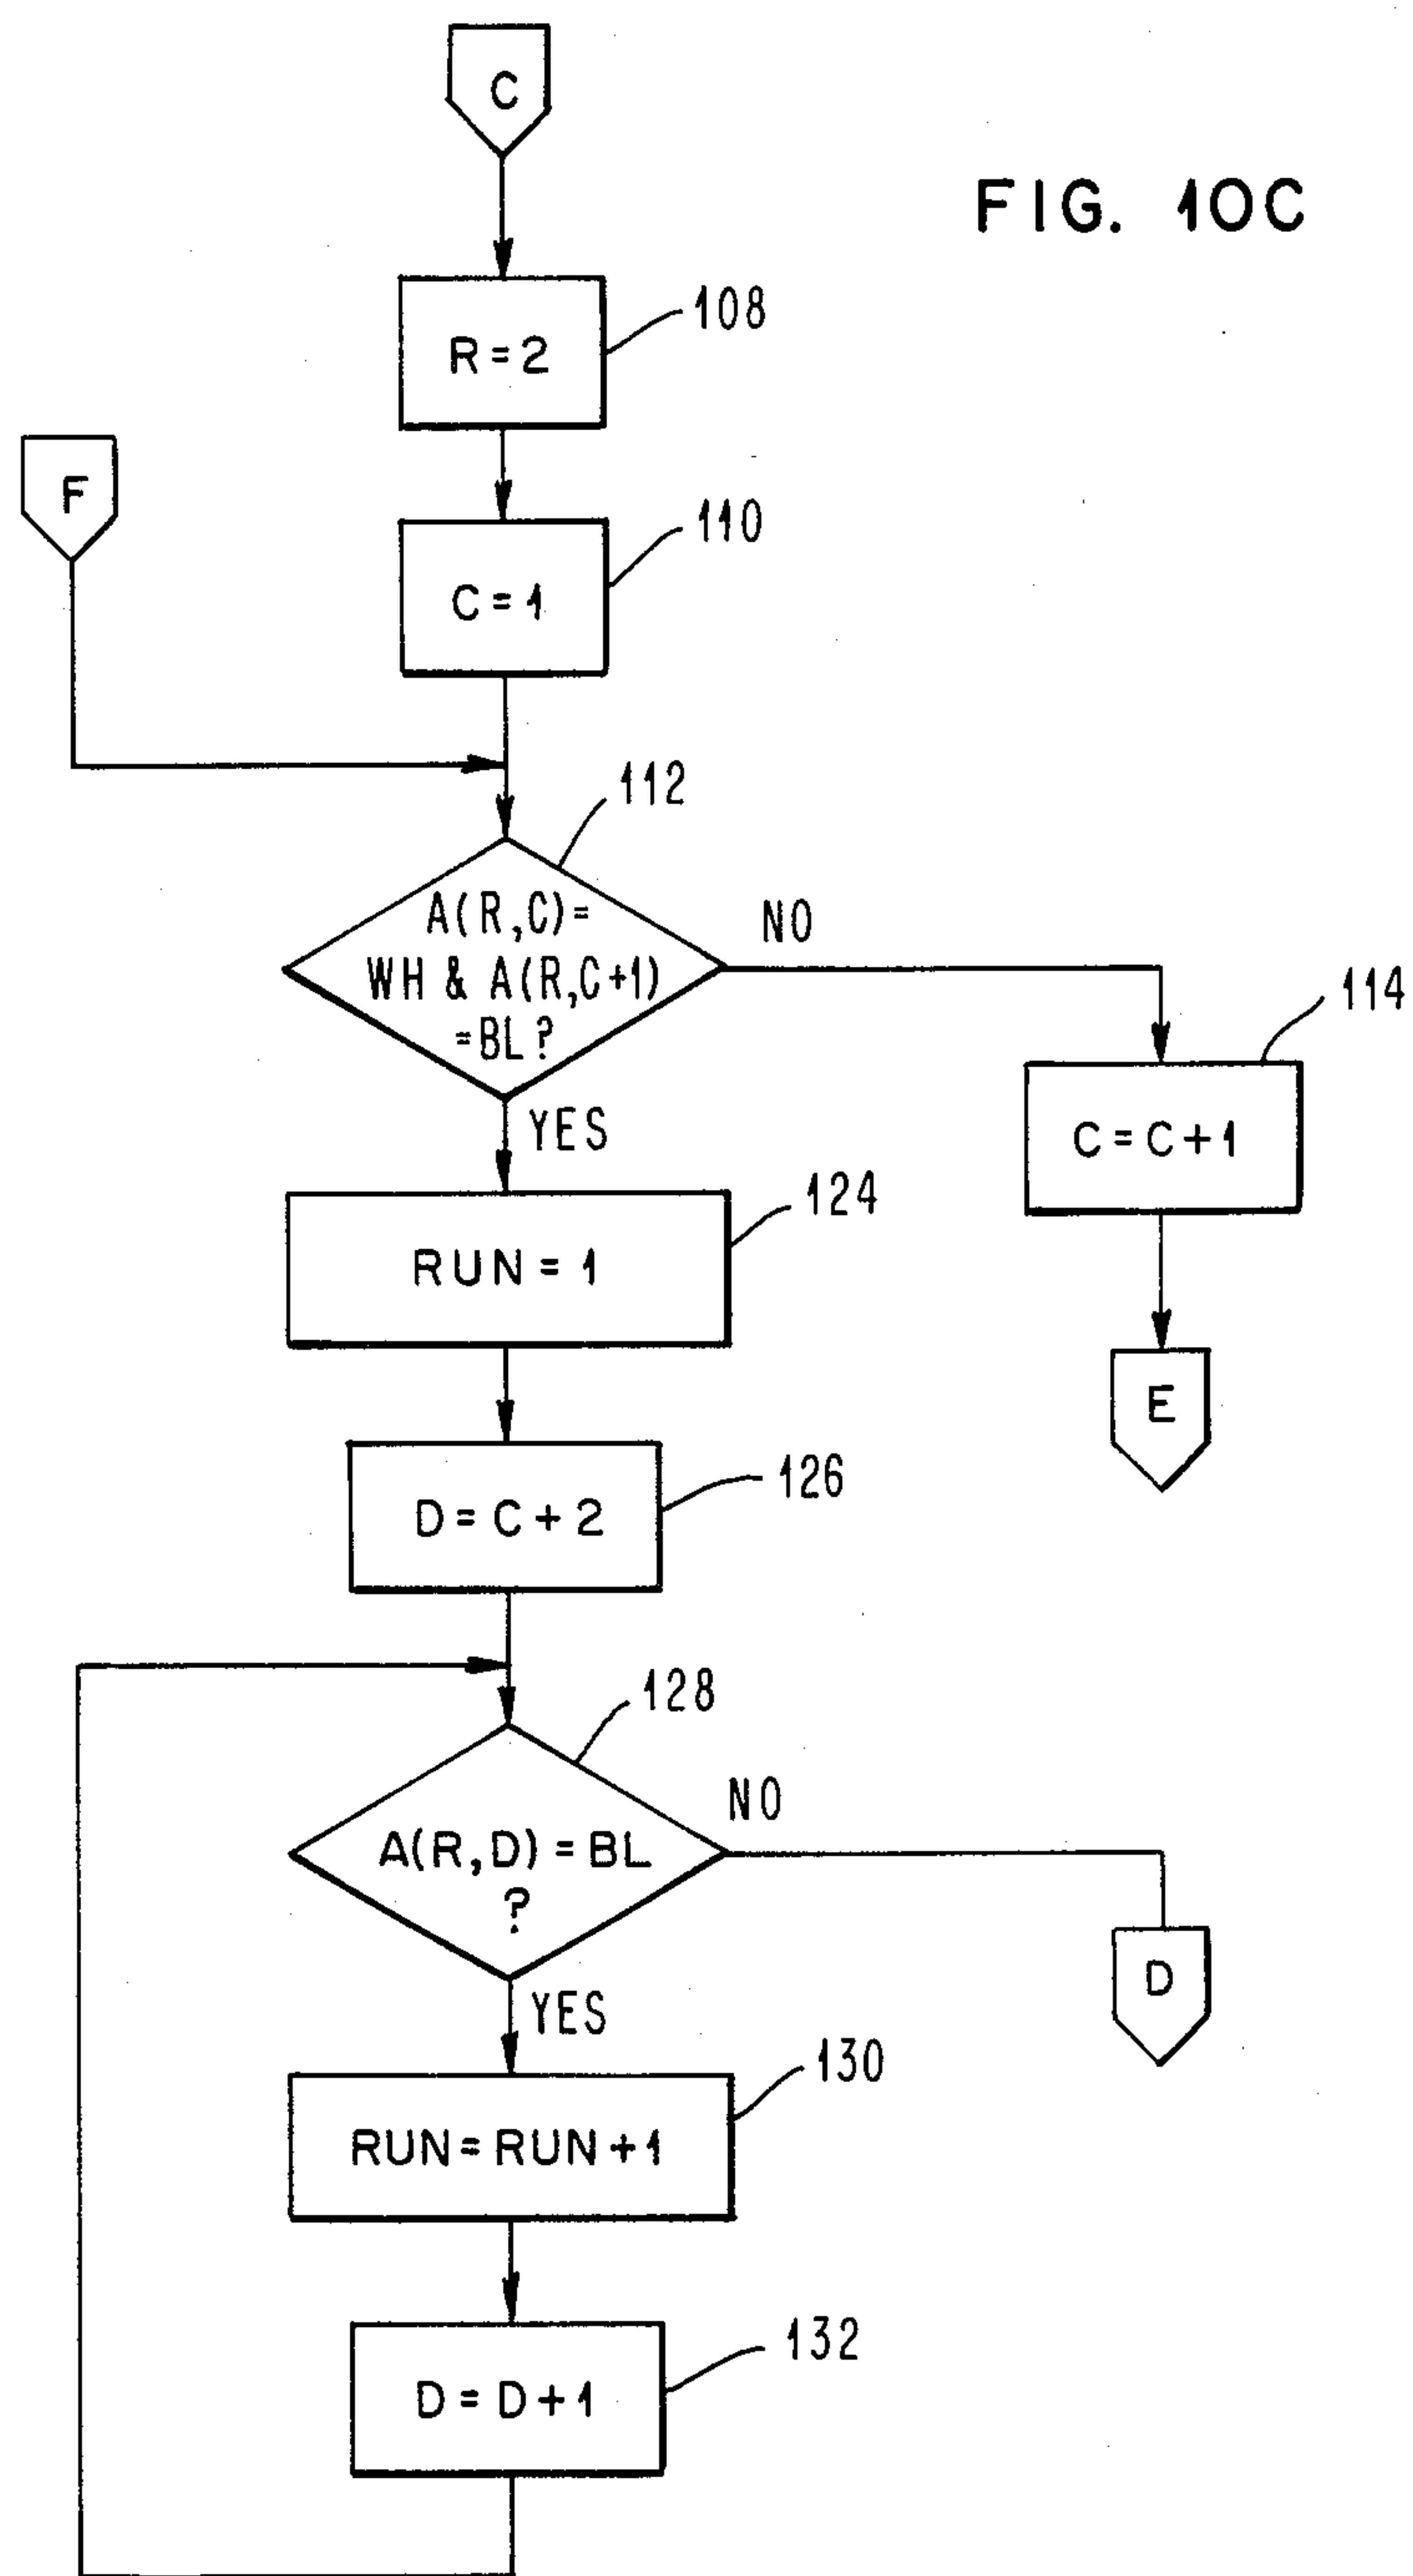 C
FIG. 10C
108
R=2
F
110
C=1
112
A(R,C)=
WH & A(R,C+1)
=BL?
NO
114
YES
C=C+1
124
RUN=1
E
126
D=C+2
128
NO
A(R,D)=BL
?
D
YES
130
RUN=RUN+1
132
D=D+1